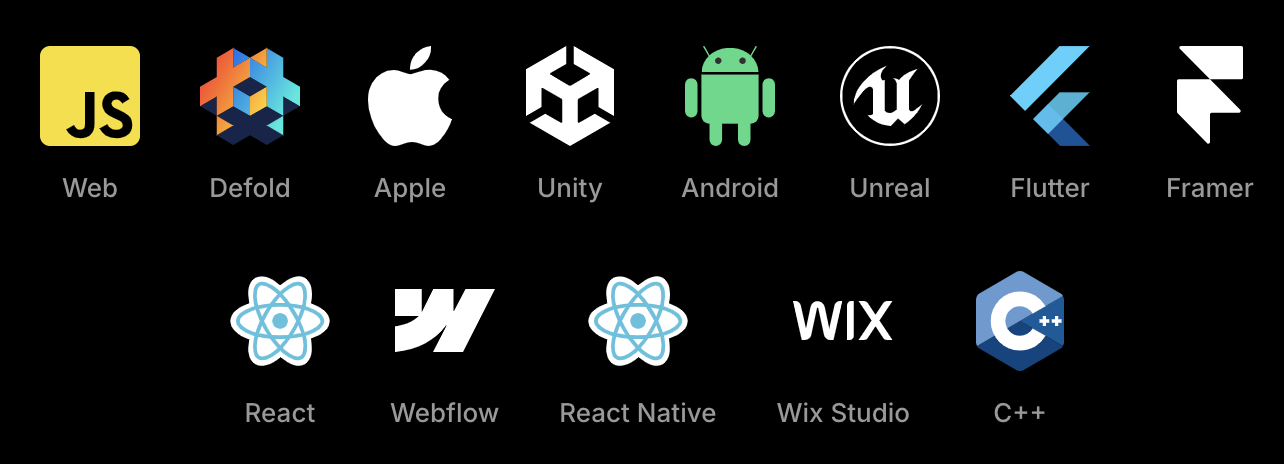 JS
Web
Defold
Apple
Unity
Android
Unreal
Flutter
Framer
WIX
C++
React
Webflow
React Native
Wix Studio
C++